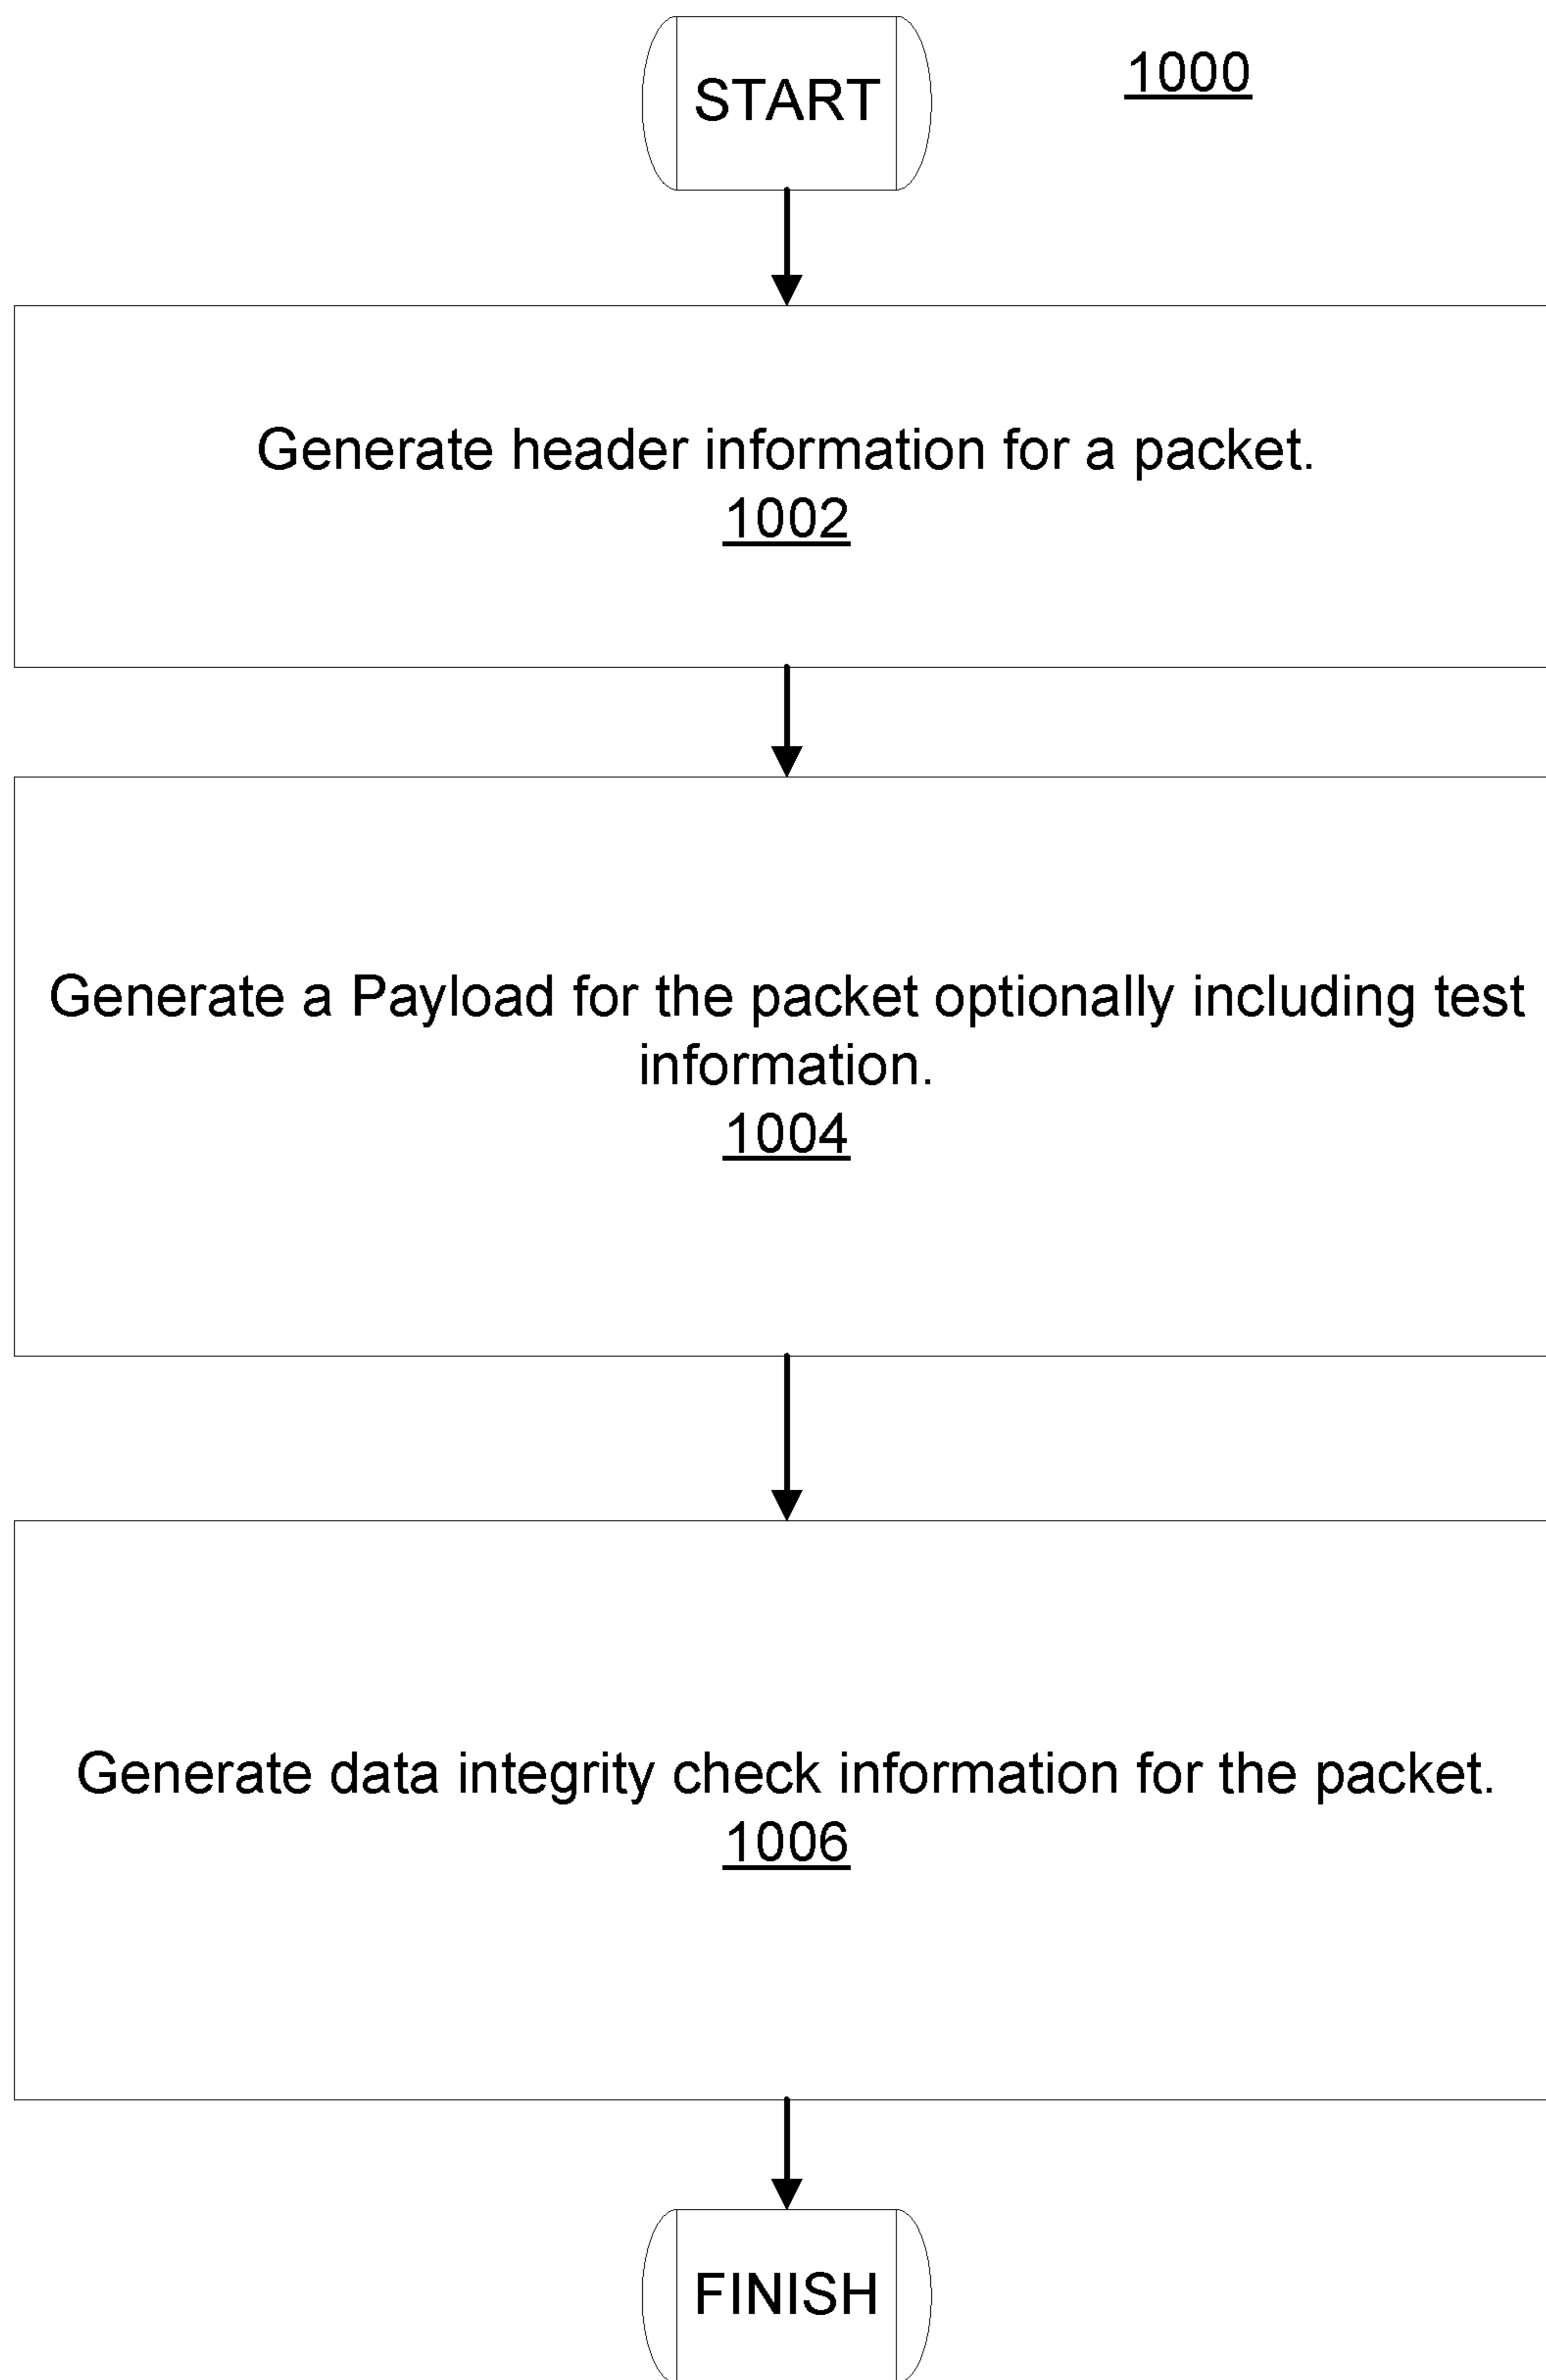 START
1000
Generate header information for a packet.
1002
Generate a Payload for the packet optionally including test
information.
1004
Generate data integrity check information for the packet.
1006
FINISH